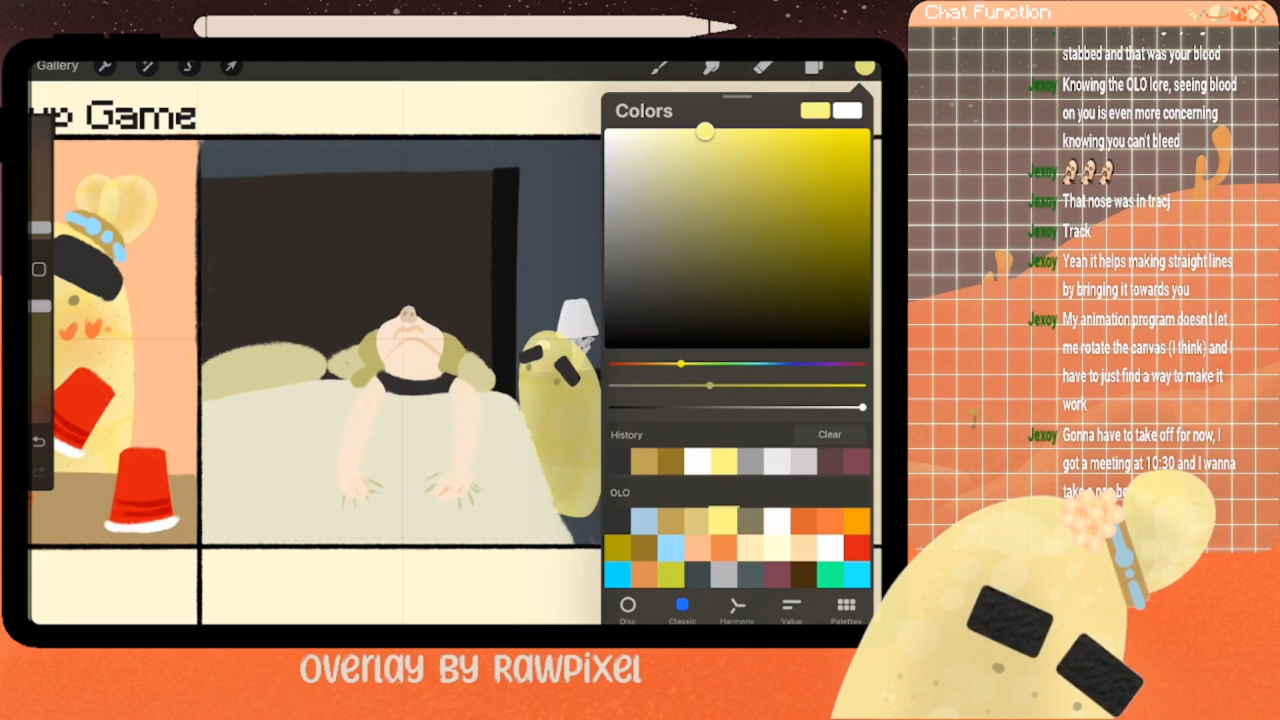 Gallery
up Game
Colors
History
Clear
OLO
Disc
Classic
Harmony
Value
Palettes
Chat Function
stabbed and that was your blood
Jexoy Knowing the OLO lore, seeing blood
on you is even more concerning
knowing you can't bleed
Jexoy
Jexoy That nose was in tracj
Jexoy Track
Jexoy Yeah it helps making straight lines
by bringing it towards you
Jexoy My animation program doesn't let
me rotate the canvas (I think) and I
have to just find a way to make it
work
Jexoy Gonna have to take off for now, I
got a meeting at 10:30 and I wanna
take a nap be
OVERLAY BY RAWPIXEL